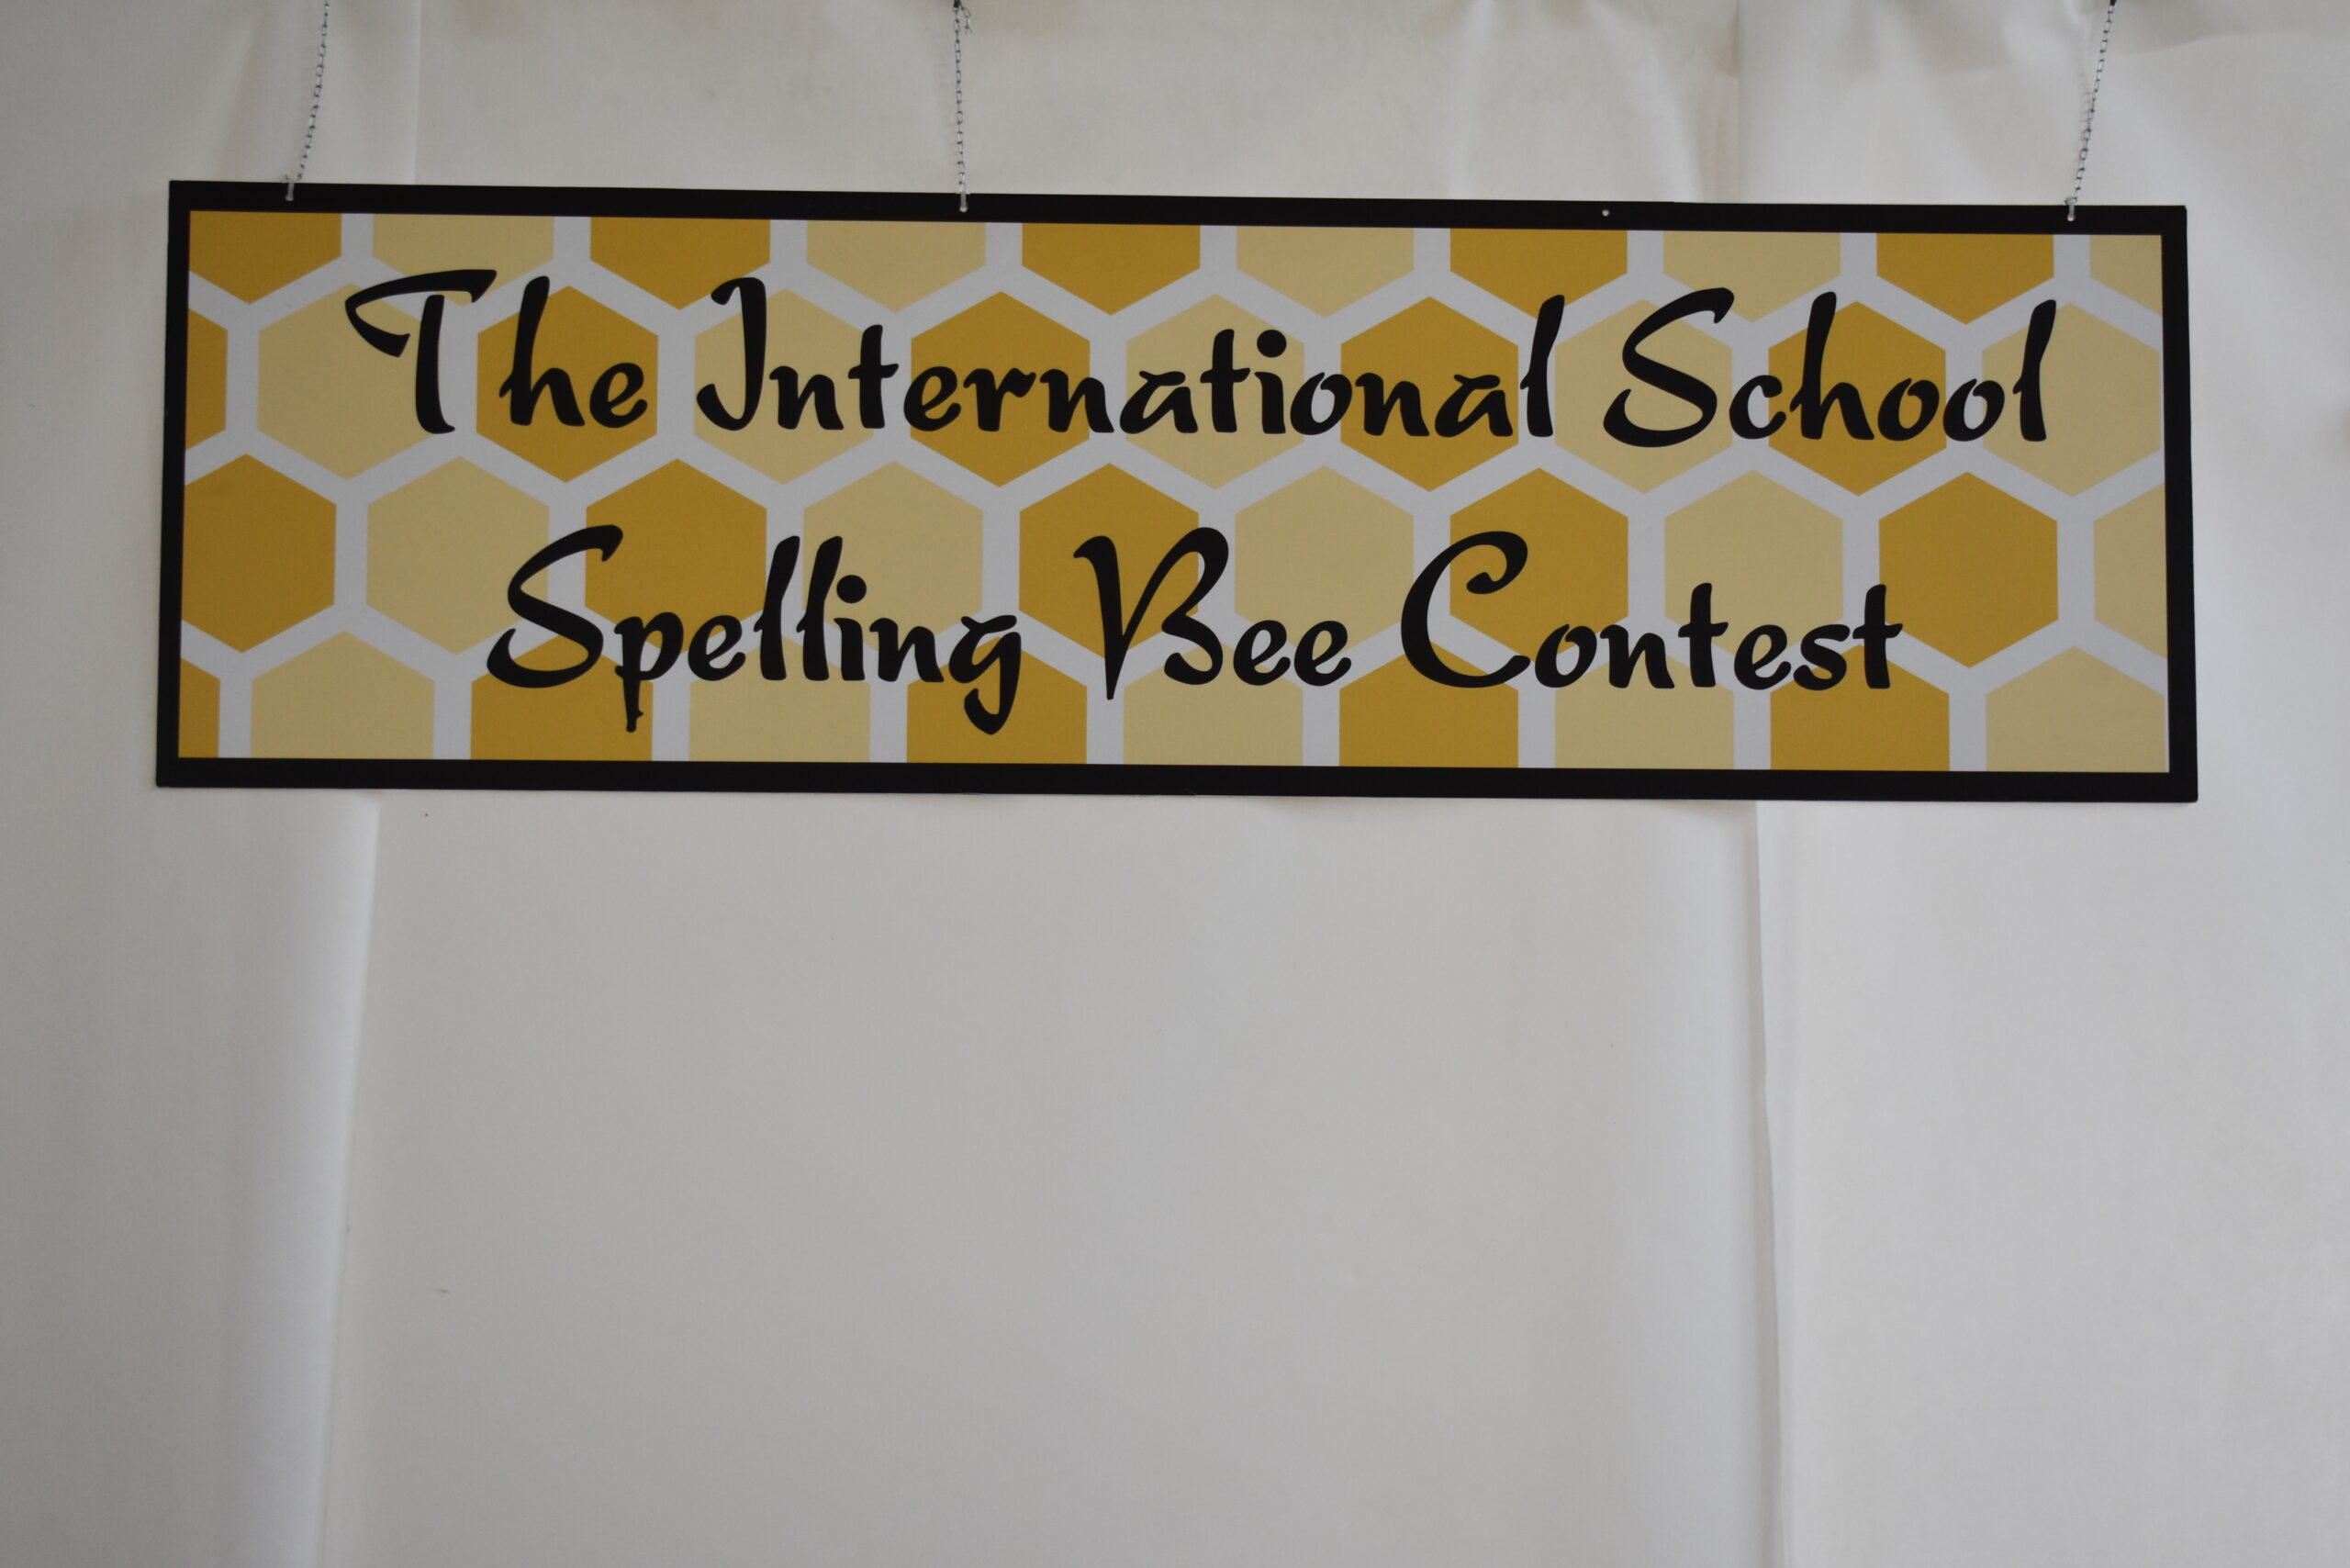 The International School
Spelling Bee Contest